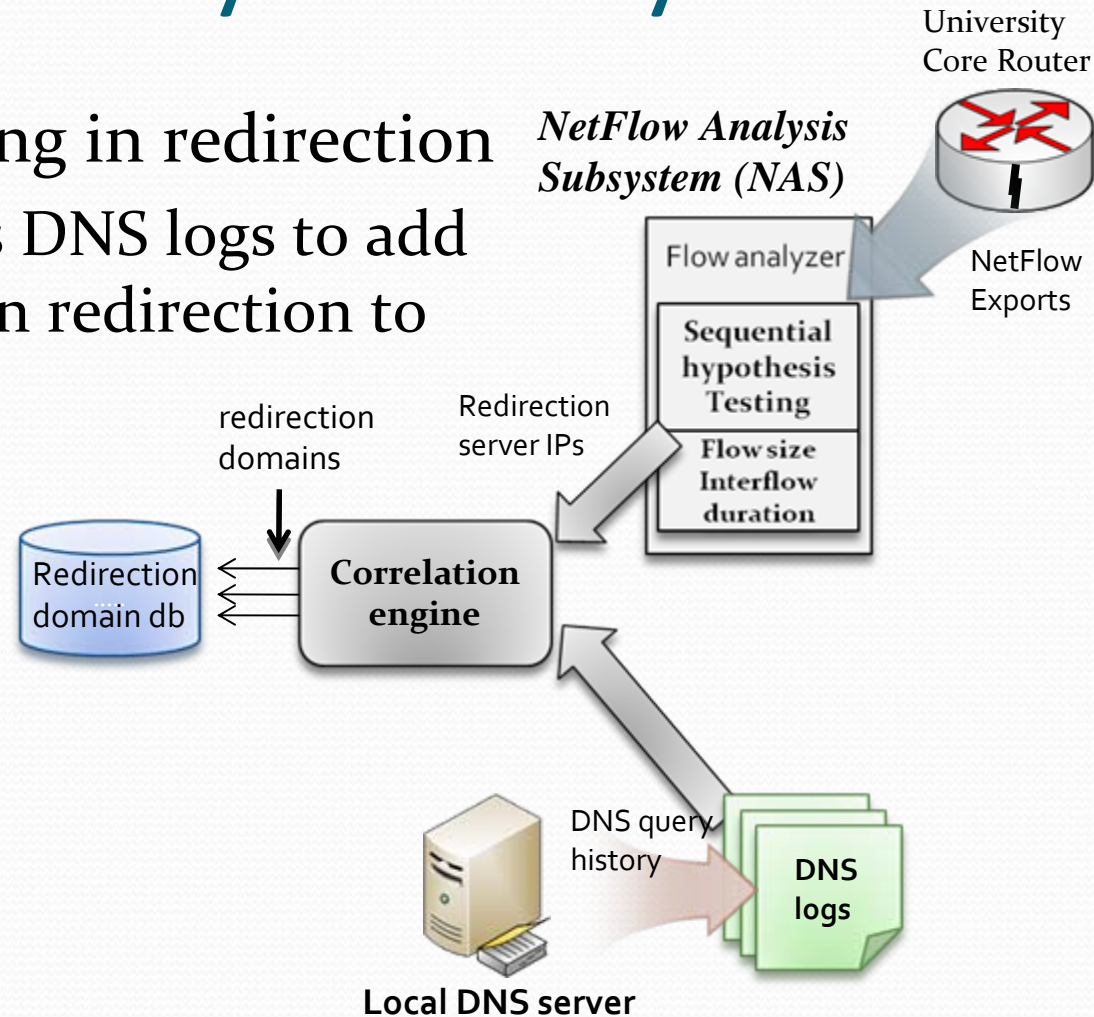 University
Core Router
ng in redirection
s DNS logs to add
n redirection to
NetFlow Analysis
Subsystem (NAS)
Flow analyzer
NetFlow
Exports
Sequential
hypothesis
Testing
Flow size
Interflow
duration
Redirection
server IPs
redirection
domains
Correlation
engine
Redirection
domain db
....
DNS query
history
DNS
logs
Local DNS server